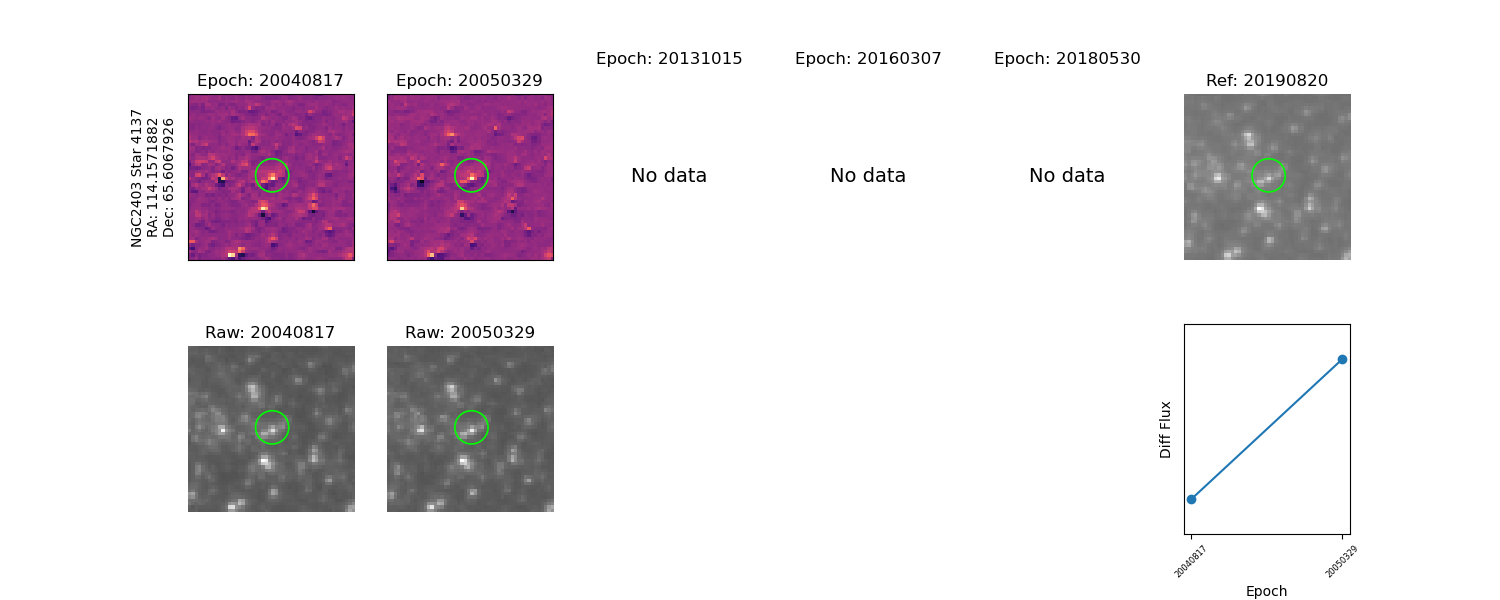 Epoch: 20040817
Epoch: 20050329
Epoch: 20131015
Epoch: 20160307
Epoch: 20180530
Ref: 20190820
NGC2403 Star 4137
RA: 114.1571882
Dec: 65.6067926
No data
No data
No data
Raw: 20040817
Raw: 20050329
Diff Flux
20040817
20050329
Epoch